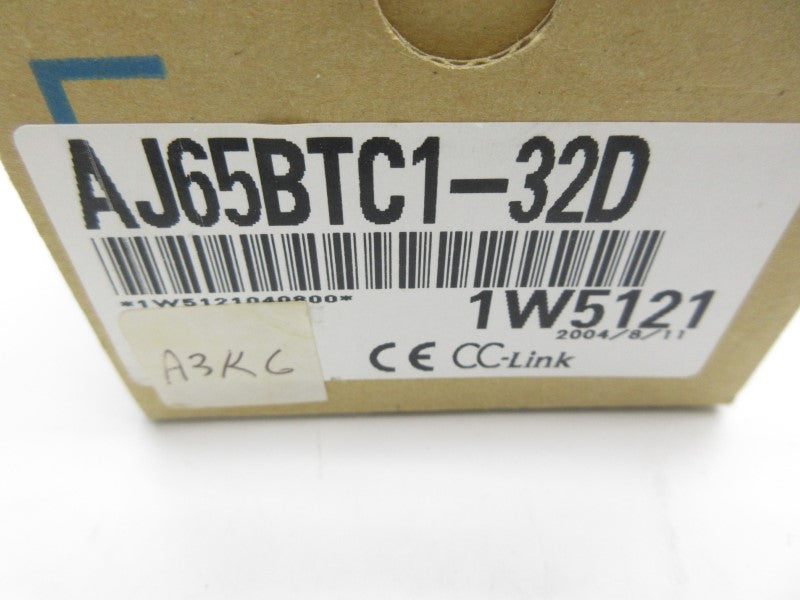 AJ65BTC1-32D
*1W5121040800*
1W5121
2004/8/11
A3K6
CE CC-Link